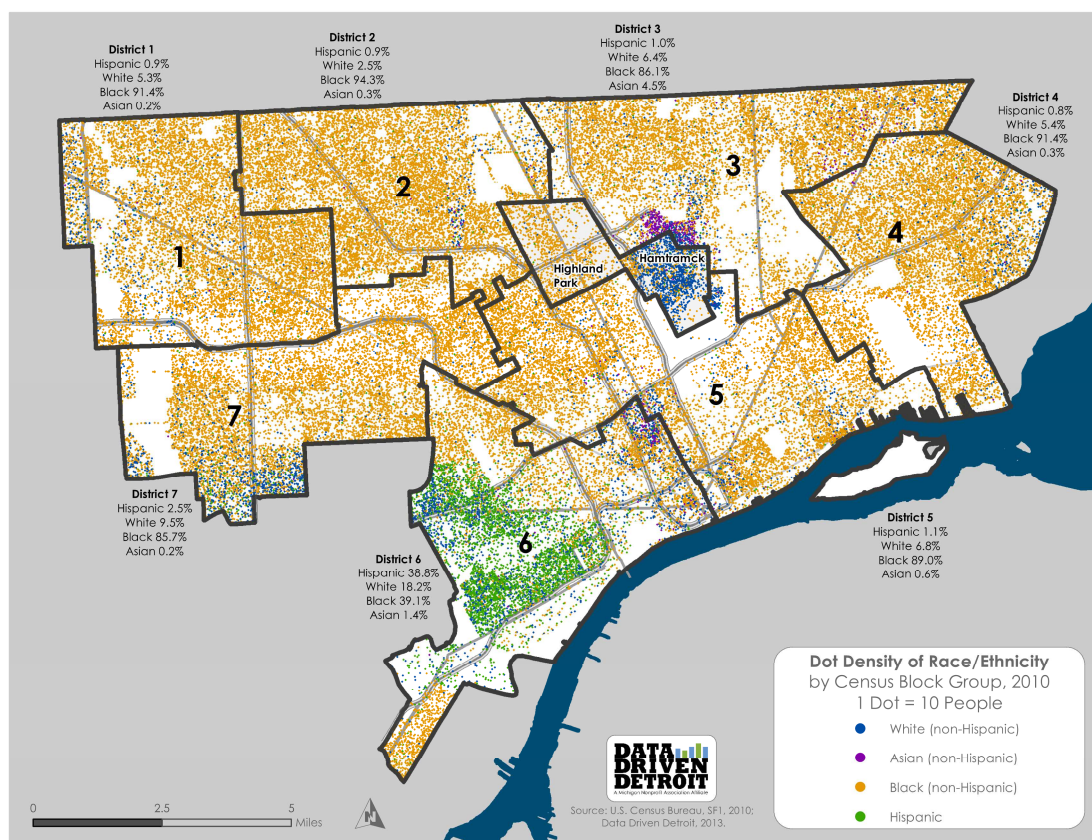 District 1
Hispanic 0.9%
White 5.3%
Black 91.4%
Asian 0.2%
District 2
Hispanic 0.9%
White 2.5%
Black 94.3%
Asian 0.3%
District 3
Hispanic 1.0%
White 6.4%
Black 86.1%
Asian 4.5%
District 4
Hispanic 0.8%
White 5.4%
Black 91.4%
Asian 0.3%
3
2
4
1
Hamtramck
Highland
Park
5
7
District 7
Hispanic 2.5%
White 9.5%
Black 85.7%
Asian 0.2%
District 5
Hispanic 1.1%
White 6.8%
Black 89.0%
Asian 0.6%
6
District 6
Hispanic 38.8%
White 18.2%
Black 39.1%
Asian 1.4%
Dot Density of Race/Ethnicity
by Census Block Group, 2010
1 Dot = 10 People
White (non-Hispanic)
Asian (non-Hispanic)
Black (non-Hispanic)
Hispanic
DATA
DRIVEN
DETROIT
A Michigan Nonprofit Association Affiliate
Source: U.S. Census Bureau, SF1, 2010;
Data Driven Detroit, 2013.
0 2.5 5
Miles
N